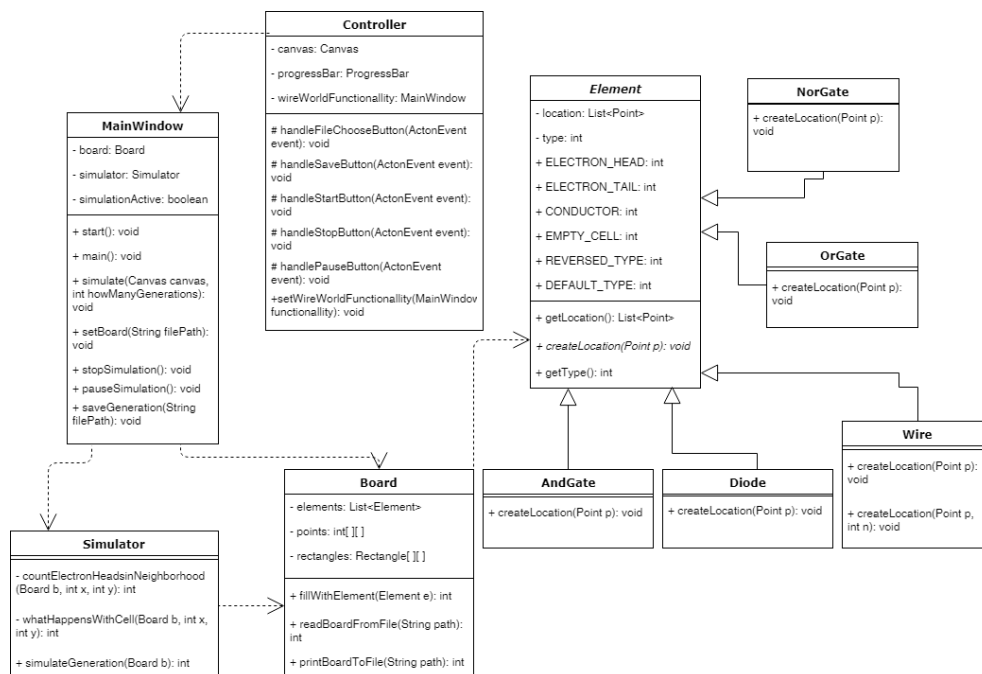 Controller
- canvas: Canvas
- progressBar: ProgressBar
- wireWorldFunctionallity: MainWindow
# handleFileChooseButton(ActonEvent
event): void
# handleSaveButton(ActonEvent event):
void
# handleStartButton(ActonEvent event):
void
# handleStopButton(ActonEvent event):
void
# handlePauseButton(ActonEvent
event): void
+setWireWorldFunctionallity(MainWindow
functionallity): void
MainWindow
- board: Board
- simulator: Simulator
- simulationActive: boolean
+ start(): void
+ main(): void
+ simulate(Canvas canvas,
int howManyGenerations):
void
+ setBoard(String filePath):
void
+ stopSimulation(): void
+ pauseSimulation(): void
+ saveGeneration(String
filePath): void
Element
- location: List<Point>
- type: int
+ ELECTRON_HEAD: int
+ ELECTRON_TAIL: int
+ CONDUCTOR: int
+ EMPTY_CELL: int
+ REVERSED_TYPE: int
+ DEFAULT_TYPE: int
+ getLocation(): List<Point>
+ createLocation(Point p): void
+ getType(): int
NorGate
+ createLocation(Point p):
void
OrGate
+ createLocation(Point p):
void
Wire
+ createLocation(Point p):
void
+ createLocation(Point p,
int n): void
AndGate
+ createLocation(Point p): void
Diode
+ createLocation(Point p): void
Board
- elements: List<Element>
- points: int[ ][ ]
- rectangles: Rectangle[ ][ ]
+ fillWithElement(Element e): int
+ readBoardFromFile(String path):
int
+ printBoardToFile(String path): int
Simulator
- countElectronHeadsinNeighborhood
(Board b, int x, int y): int
- whatHappensWithCell(Board b, int x,
int y): int
+ simulateGeneration(Board b): int